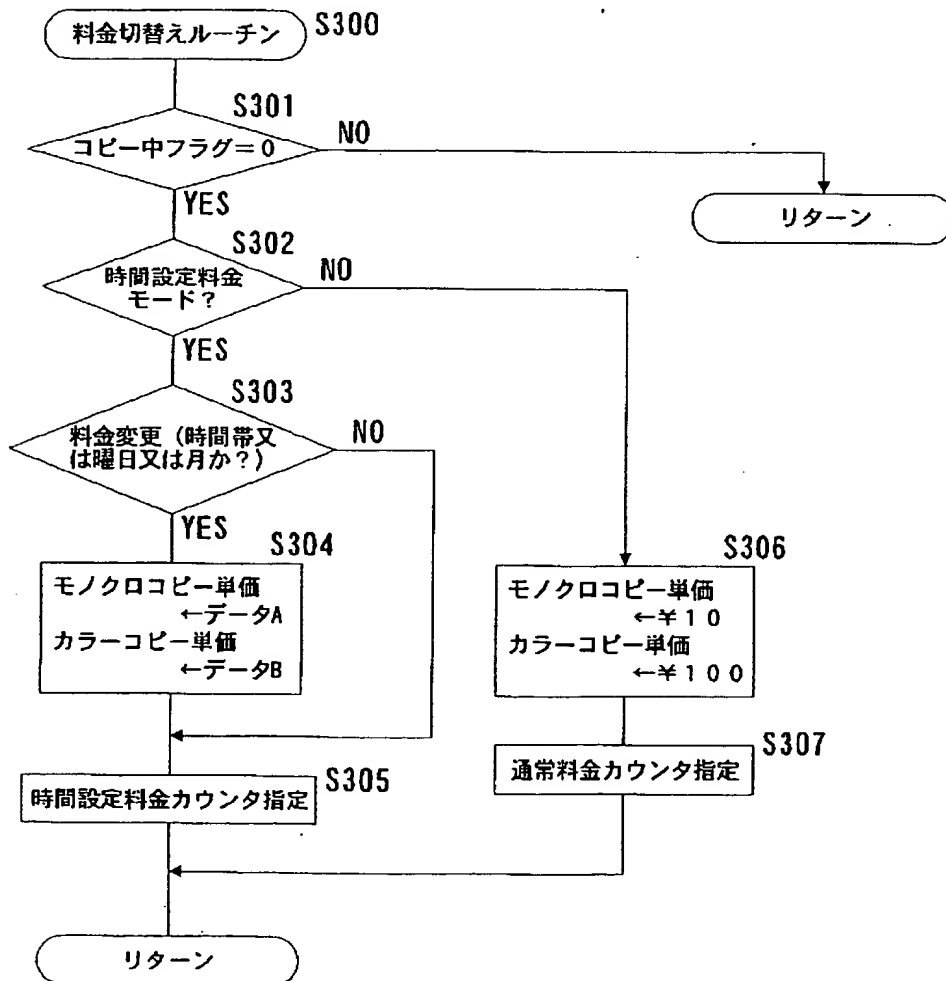 料金切替えルーチン
S300
S301
コピー中フラグ＝０
NO
YES
リターン
S302
時間設定料金
モード？
NO
YES
S303
料金変更（時間帯又
は曜日又は月か？）
NO
YES
S304
モノクロコピー単価
←データA
カラーコピー単価
←データB
S306
モノクロコピー単価
←￥１０
カラーコピー単価
←￥１００
S305
時間設定料金カウンタ指定
S307
通常料金カウンタ指定
リターン